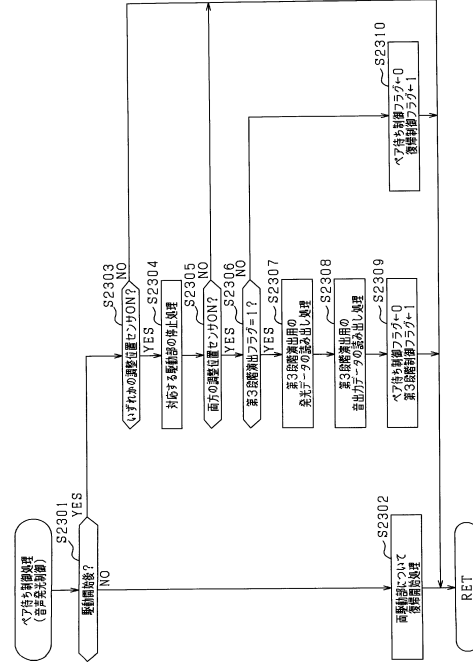 ペア待ち制御処理
(音声発光制御)
S2301
駆動開始後？
YES
NO
S2302
両駆動部について
復帰開始処理
S2303
いずれかの調整位置センサON？
NO
YES
S2304
対応する駆動部の停止処理
S2305
両方の調整位置センサON？
NO
YES
S2306
第3段階演出フラグ=1？
NO
YES
S2307
第3段階演出用の
発光データの読み出し処理
S2308
第3段階演出用の
音出力データの読み出し処理
S2309
ペア待ち制御フラグ←0
第3段階制御フラグ←1
S2310
ペア待ち制御フラグ←0
復帰制御フラグ←1
RET